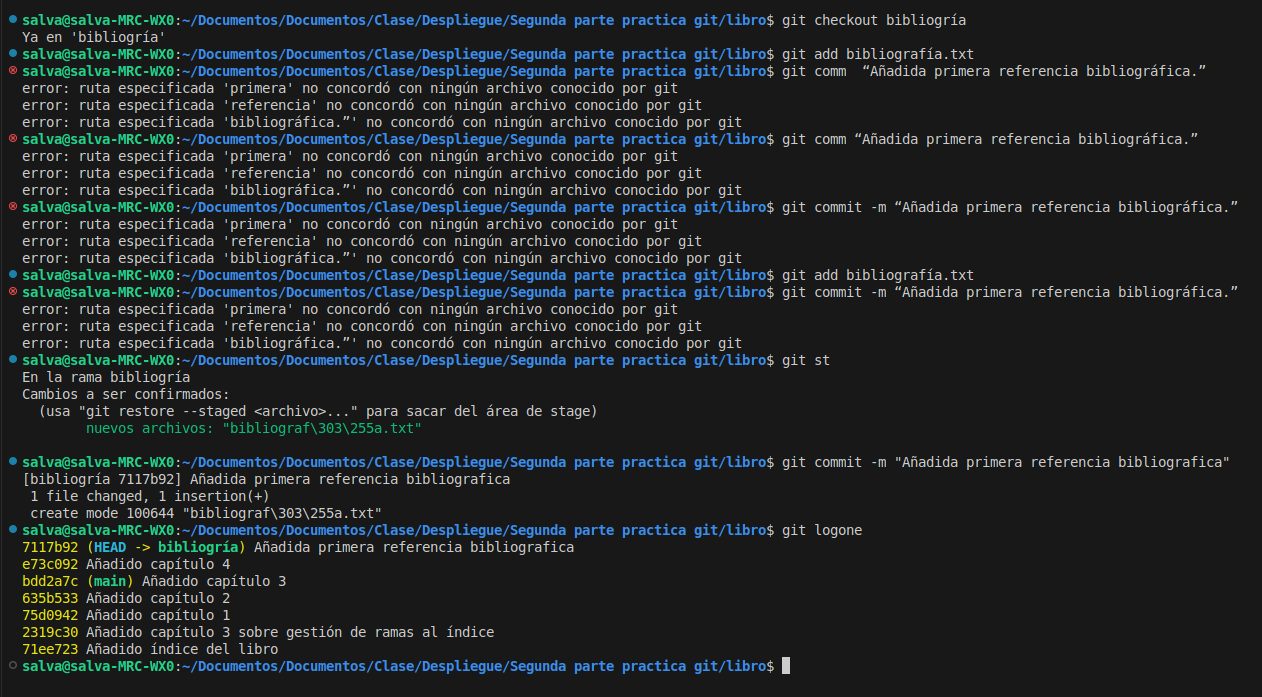 salva@salva-MRC-WX0:~/Documentos/Documentos/Clase/Despliegue/Segunda parte practica git/libro$ git checkout bibliogría
Ya en 'bibliogría'
salva@salva-MRC-WX0:~/Documentos/Documentos/Clase/Despliegue/Segunda parte practica git/libro$ git add bibliografía.txt
salva@salva-MRC-WX0:~/Documentos/Documentos/Clase/Despliegue/Segunda parte practica git/libro$ git comm  “Añadida primera referencia bibliográfica.”
error: ruta especificada 'primera' no concordó con ningún archivo conocido por git
error: ruta especificada 'referencia' no concordó con ningún archivo conocido por git
error: ruta especificada 'bibliográfica.”' no concordó con ningún archivo conocido por git
salva@salva-MRC-WX0:~/Documentos/Documentos/Clase/Despliegue/Segunda parte practica git/libro$ git comm “Añadida primera referencia bibliográfica.”
error: ruta especificada 'primera' no concordó con ningún archivo conocido por git
error: ruta especificada 'referencia' no concordó con ningún archivo conocido por git
error: ruta especificada 'bibliográfica.”' no concordó con ningún archivo conocido por git
salva@salva-MRC-WX0:~/Documentos/Documentos/Clase/Despliegue/Segunda parte practica git/libro$ git commit -m “Añadida primera referencia bibliográfica.”
error: ruta especificada 'primera' no concordó con ningún archivo conocido por git
error: ruta especificada 'referencia' no concordó con ningún archivo conocido por git
error: ruta especificada 'bibliográfica.”' no concordó con ningún archivo conocido por git
salva@salva-MRC-WX0:~/Documentos/Documentos/Clase/Despliegue/Segunda parte practica git/libro$ git add bibliografía.txt
salva@salva-MRC-WX0:~/Documentos/Documentos/Clase/Despliegue/Segunda parte practica git/libro$ git commit -m “Añadida primera referencia bibliográfica.”
error: ruta especificada 'primera' no concordó con ningún archivo conocido por git
error: ruta especificada 'referencia' no concordó con ningún archivo conocido por git
error: ruta especificada 'bibliográfica.”' no concordó con ningún archivo conocido por git
salva@salva-MRC-WX0:~/Documentos/Documentos/Clase/Despliegue/Segunda parte practica git/libro$ git st
En la rama bibliogría
Cambios a ser confirmados:
  (usa "git restore --staged <archivo>..." para sacar del área de stage)
        nuevos archivos: "bibliograf\303\255a.txt"
salva@salva-MRC-WX0:~/Documentos/Documentos/Clase/Despliegue/Segunda parte practica git/libro$ git commit -m "Añadida primera referencia bibliografica"
[bibliogría 7117b92] Añadida primera referencia bibliografica
 1 file changed, 1 insertion(+)
 create mode 100644 "bibliograf\303\255a.txt"
salva@salva-MRC-WX0:~/Documentos/Documentos/Clase/Despliegue/Segunda parte practica git/libro$ git logone
7117b92 (HEAD -> bibliogría) Añadida primera referencia bibliografica
e73c092 Añadido capítulo 4
bdd2a7c (main) Añadido capítulo 3
635b533 Añadido capítulo 2
75d0942 Añadido capítulo 1
2319c30 Añadido capítulo 3 sobre gestión de ramas al índice
71ee723 Añadido índice del libro
salva@salva-MRC-WX0:~/Documentos/Documentos/Clase/Despliegue/Segunda parte practica git/libro$